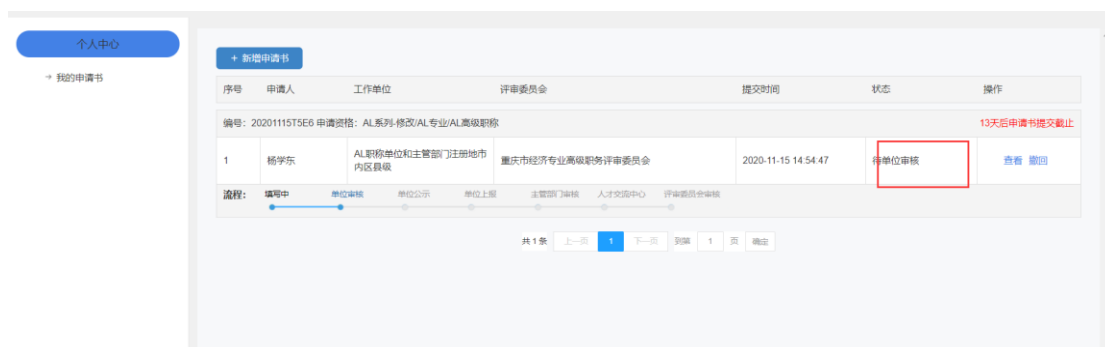 个人中心
→ 我的申请书
+ 新增申请书
序号 申请人 工作单位 评审委员会 提交时间 状态 操作
编号：20201115T5E6 申请资格：AL系列-修改/AL专业/AL高级职称 13天后申请书提交截止
1 杨学东 AL职称单位和主管部门注册地市 重庆市经济专业高级职务评审委员会 2020-11-15 14:54:47 待单位审核 查看 撤回
内区县级
流程： 填写中 单位审核 单位公示 单位上报 主管部门审核 人才交流中心 评审委员会审核
共 1 条 上一页 1 下一页 到第 1 页 确定